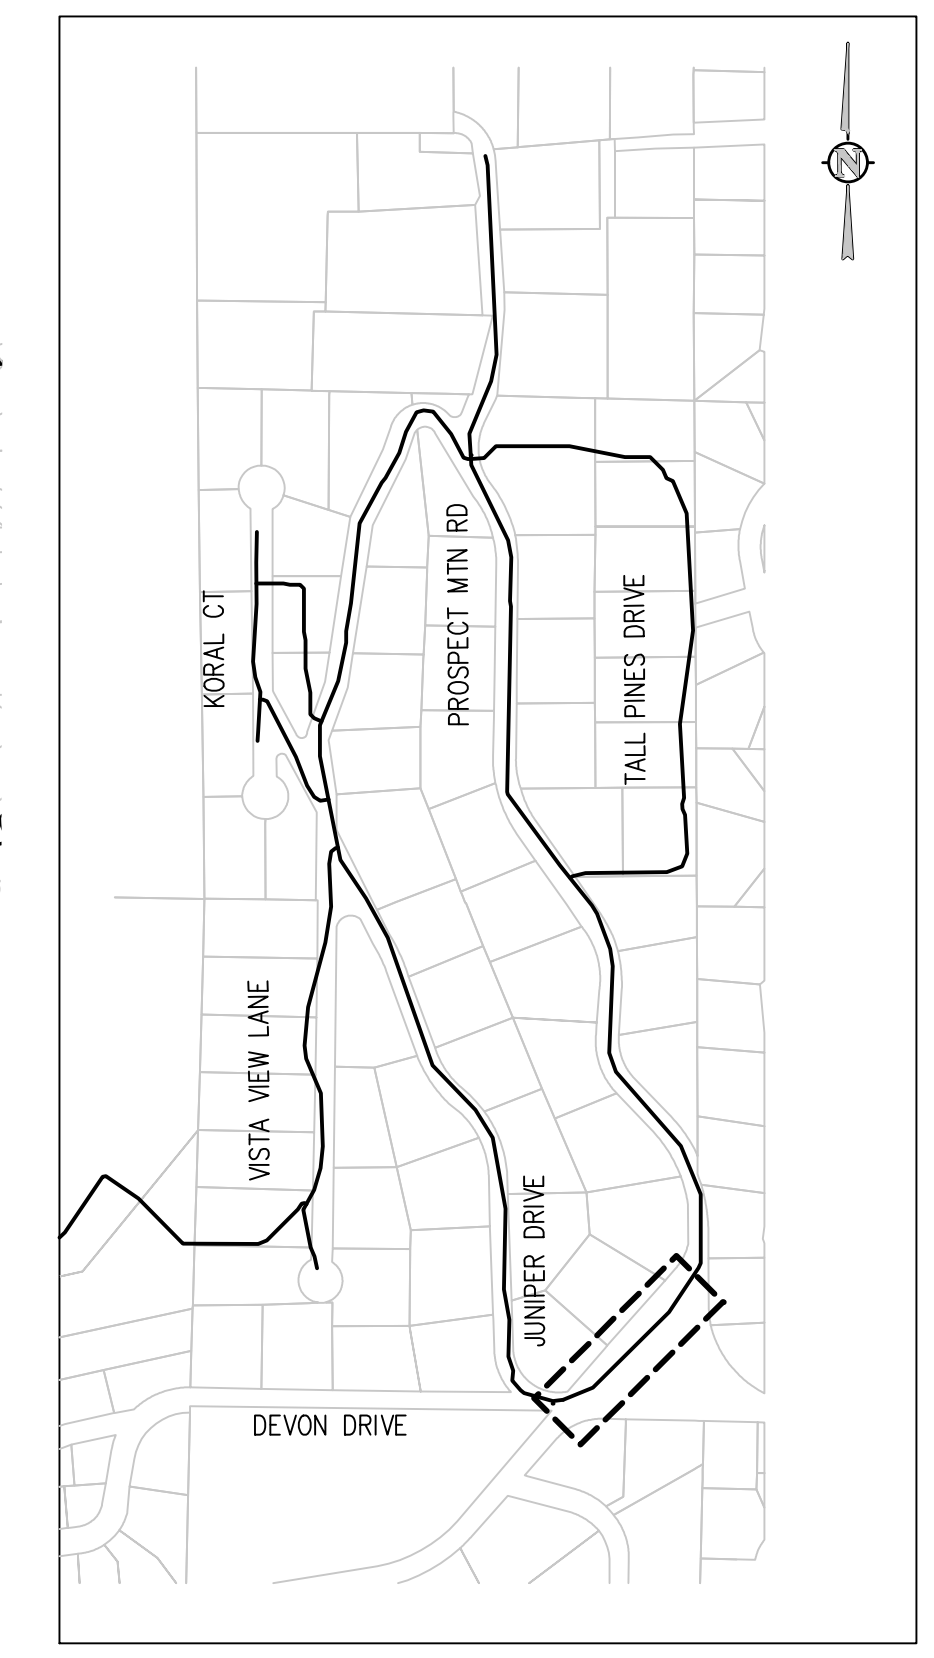 N
PROSPECT MTN RD
KORAL CT
TALL PINES DRIVE
VISTA VIEW LANE
JUNIPER DRIVE
DEVON DRIVE